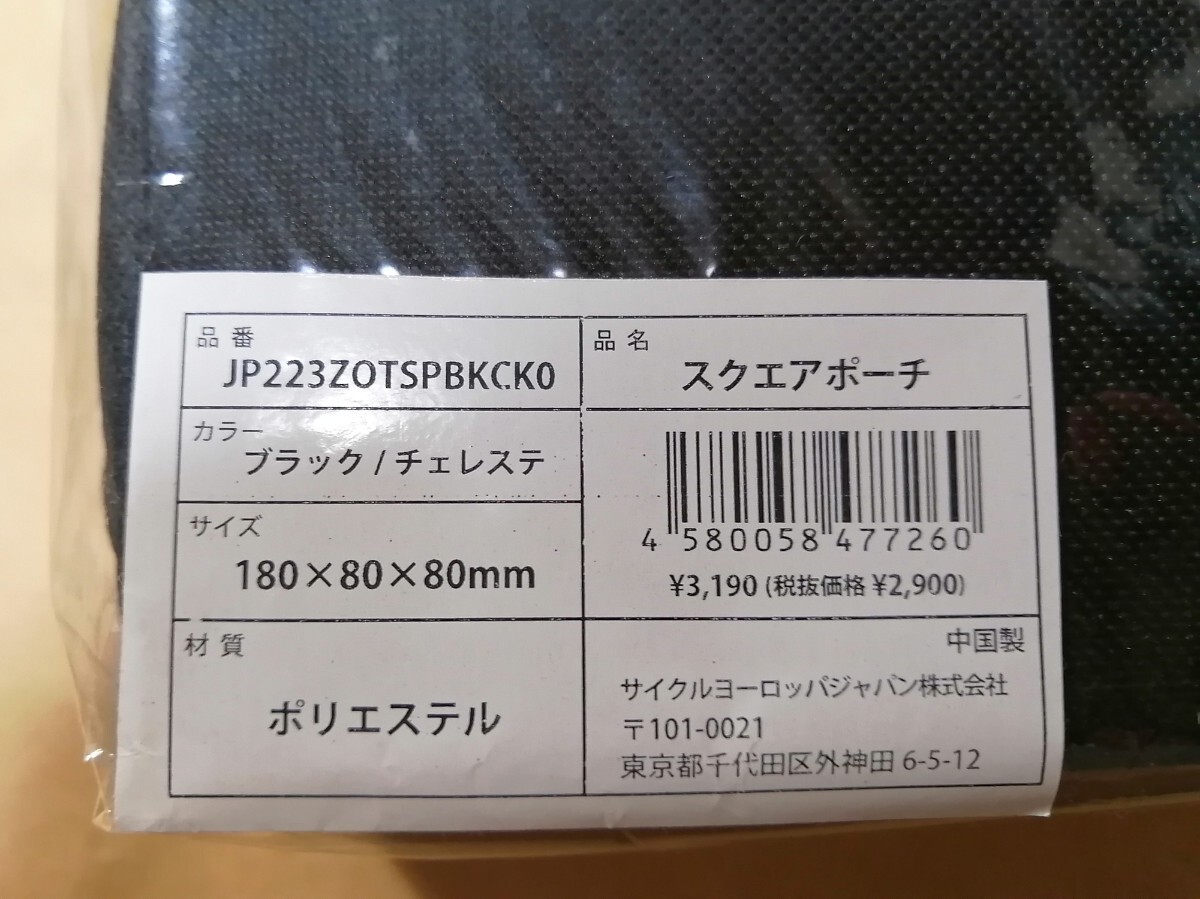 品番
JP223ZOTSPBKCK0
品名
スクエアポーチ
カラー
ブラック/チェレステ
サイズ
180×80×80mm
4 580058 477260
¥3,190 (税抜価格 ¥2,900)
材質
ポリエステル
中国製
サイクルヨーロッパジャパン株式会社
〒101-0021
東京都千代田区外神田 6-5-12